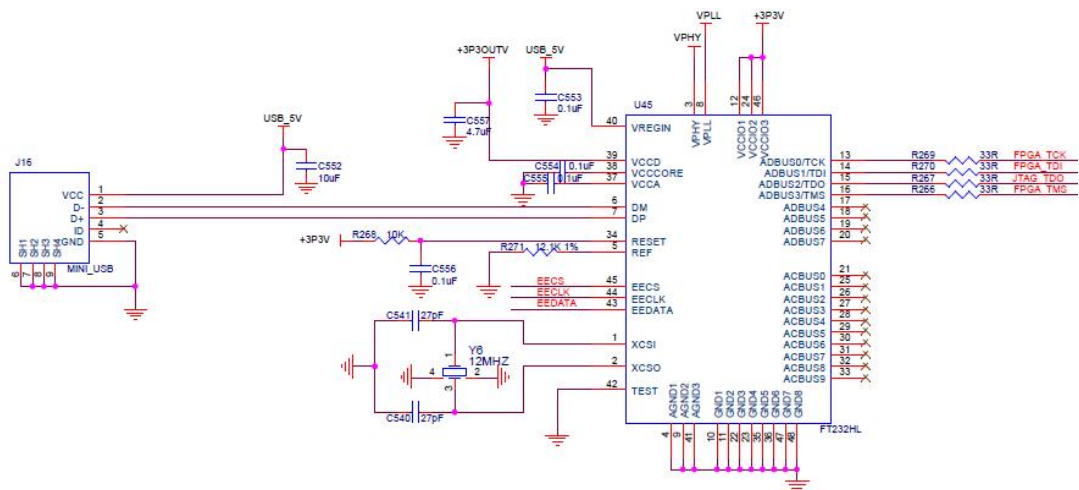 VPLL
+3P3V
VPHY
+3P3OUTV
USB_5V
C553
0.1uF
U45
3
8
12
24
46
VPHY
VPLL
VCCIO1
VCCIO2
VCCIO3
40
VREGIN
C557
4.7uF
USB_5V
C552
10uF
J16
39
VCCD
38
VCCCORE
37
VCCA
C554
0.1uF
C555
0.1uF
ADBUS0/TCK
13
R269
33R
FPGA_TCK
ADBUS1/TDI
14
R270
33R
FPGA_TDI
ADBUS2/TDO
15
R267
33R
JTAG_TDO
ADBUS3/TMS
16
R266
33R
FPGA_TMS
ADBUS4
17
ADBUS5
18
ADBUS6
19
ADBUS7
20
VCC
1
D-
2
D+
3
ID
4
GND
5
SH1
SH2
SH3
SH4
6
7
8
9
MINI_USB
6
DM
7
DP
+3P3V
R268
10K
34
RESET
R271
12.1K 1%
5
REF
C556
0.1uF
EECS
45
EECS
EECLK
44
EECLK
EEDATA
43
EEDATA
ACBUS0
21
ACBUS1
25
ACBUS2
26
ACBUS3
27
ACBUS4
28
ACBUS5
29
ACBUS6
30
ACBUS7
31
ACBUS8
32
ACBUS9
33
C541
27pF
1
XCSI
Y6
12MHZ
1
4
2
3
2
XCSO
C540
27pF
42
TEST
AGND1
AGND2
AGND3
GND1
GND2
GND3
GND4
GND5
GND6
GND7
GND8
4
9
41
10
11
22
23
35
36
47
48
FT232HL